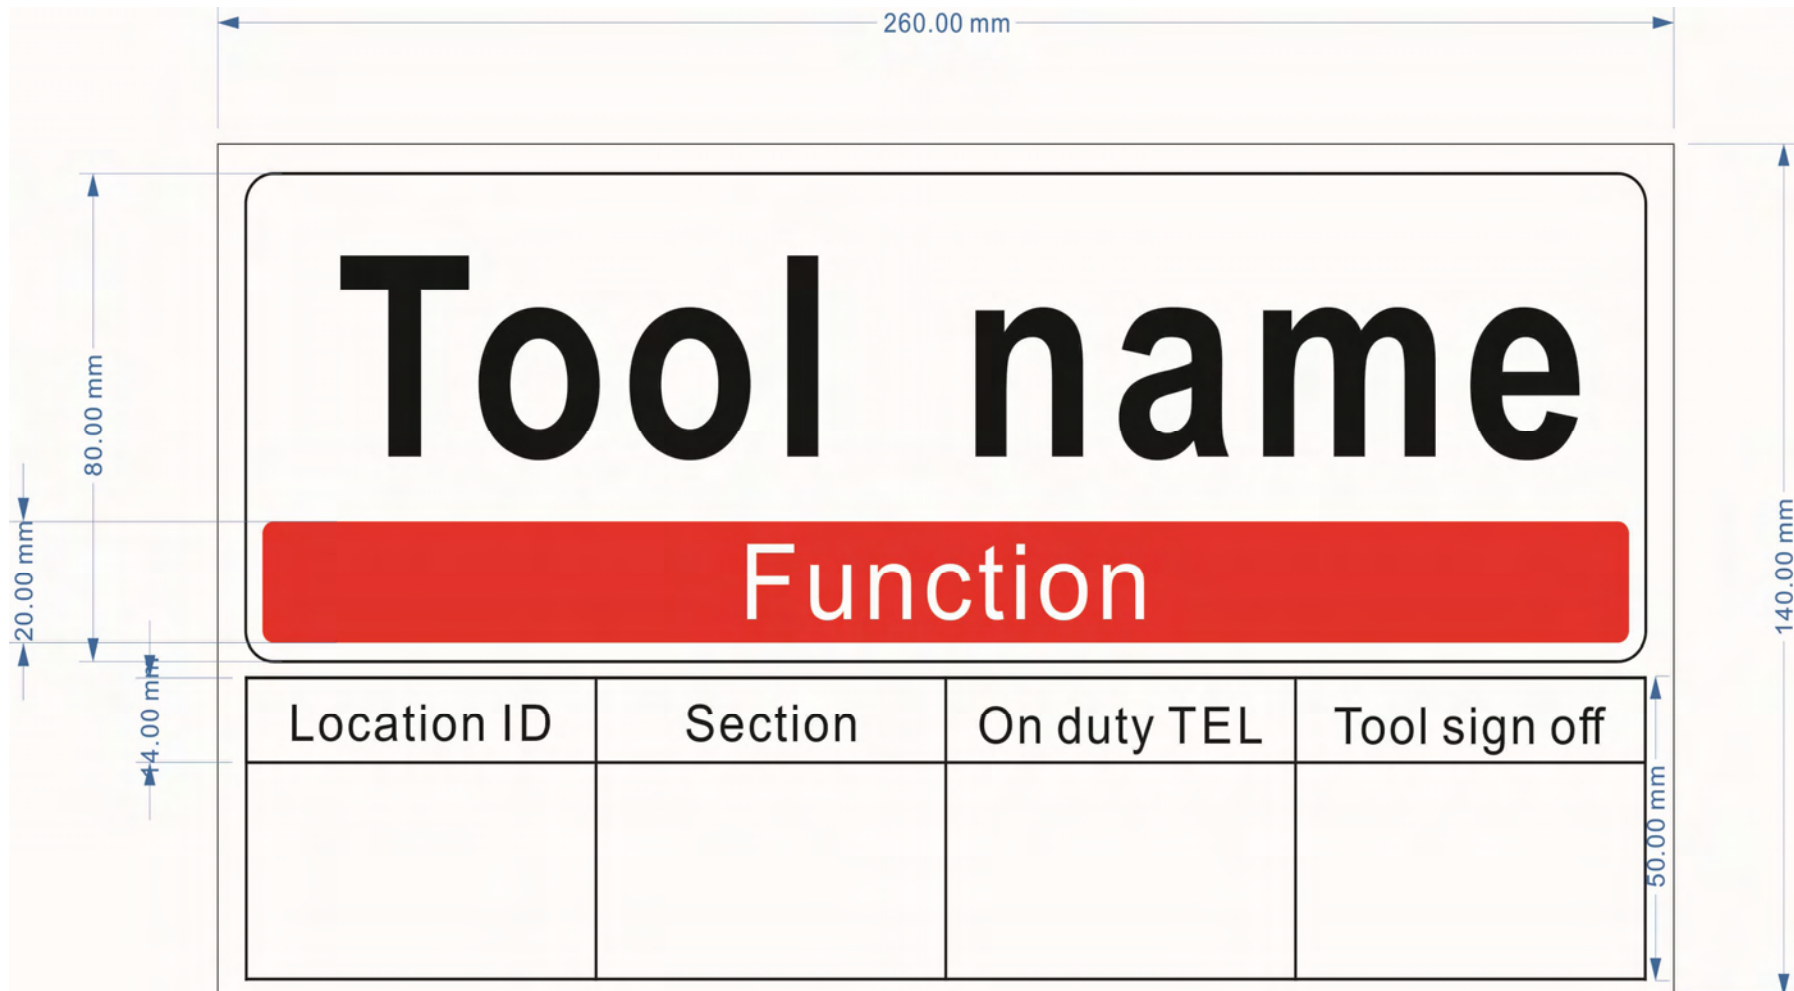 260.00 mm
Tool name
80.00 mm
Function
20.00 mm
140.00 mm
14.00 mm
Location ID Section On duty TEL Tool sign off
50.00 mm